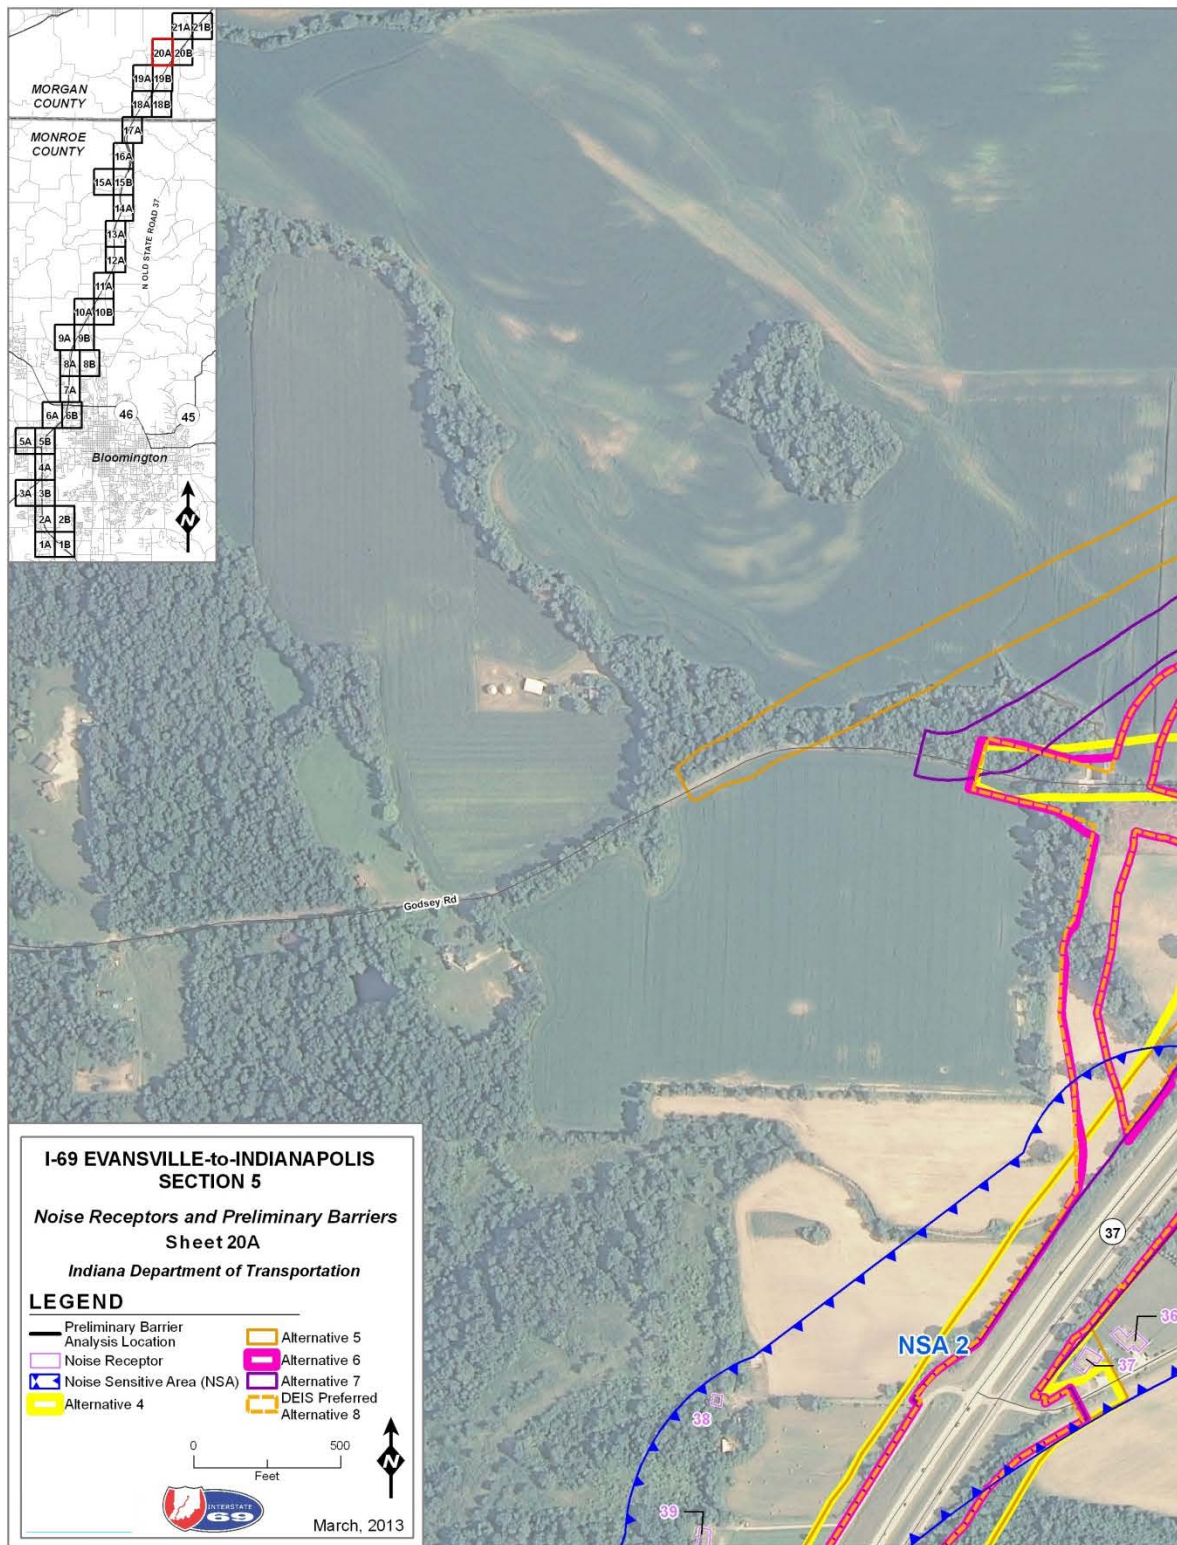 21A 21B
20A 20B
19A 19B
MORGAN
COUNTY
18A 18B
17A
MONROE
COUNTY
16A
15A 15B
14A
N OLD STATE ROAD 37
13A
12A
11A
10A 10B
9A 9B
8A 8B
7A
6A 6B
46
45
5A 5B
Bloomington
4A
3A 3B
2A 2B
1A 1B
N
Godsey Rd
37
NSA 2
36
37
38
39
I-69 EVANSVILLE-to-INDIANAPOLIS
SECTION 5
Noise Receptors and Preliminary Barriers
Sheet 20A
Indiana Department of Transportation
LEGEND
Preliminary Barrier
Analysis Location
Noise Receptor
Noise Sensitive Area (NSA)
Alternative 4
Alternative 5
Alternative 6
Alternative 7
DEIS Preferred
Alternative 8
0 500
Feet
N
INTERSTATE
69
March, 2013